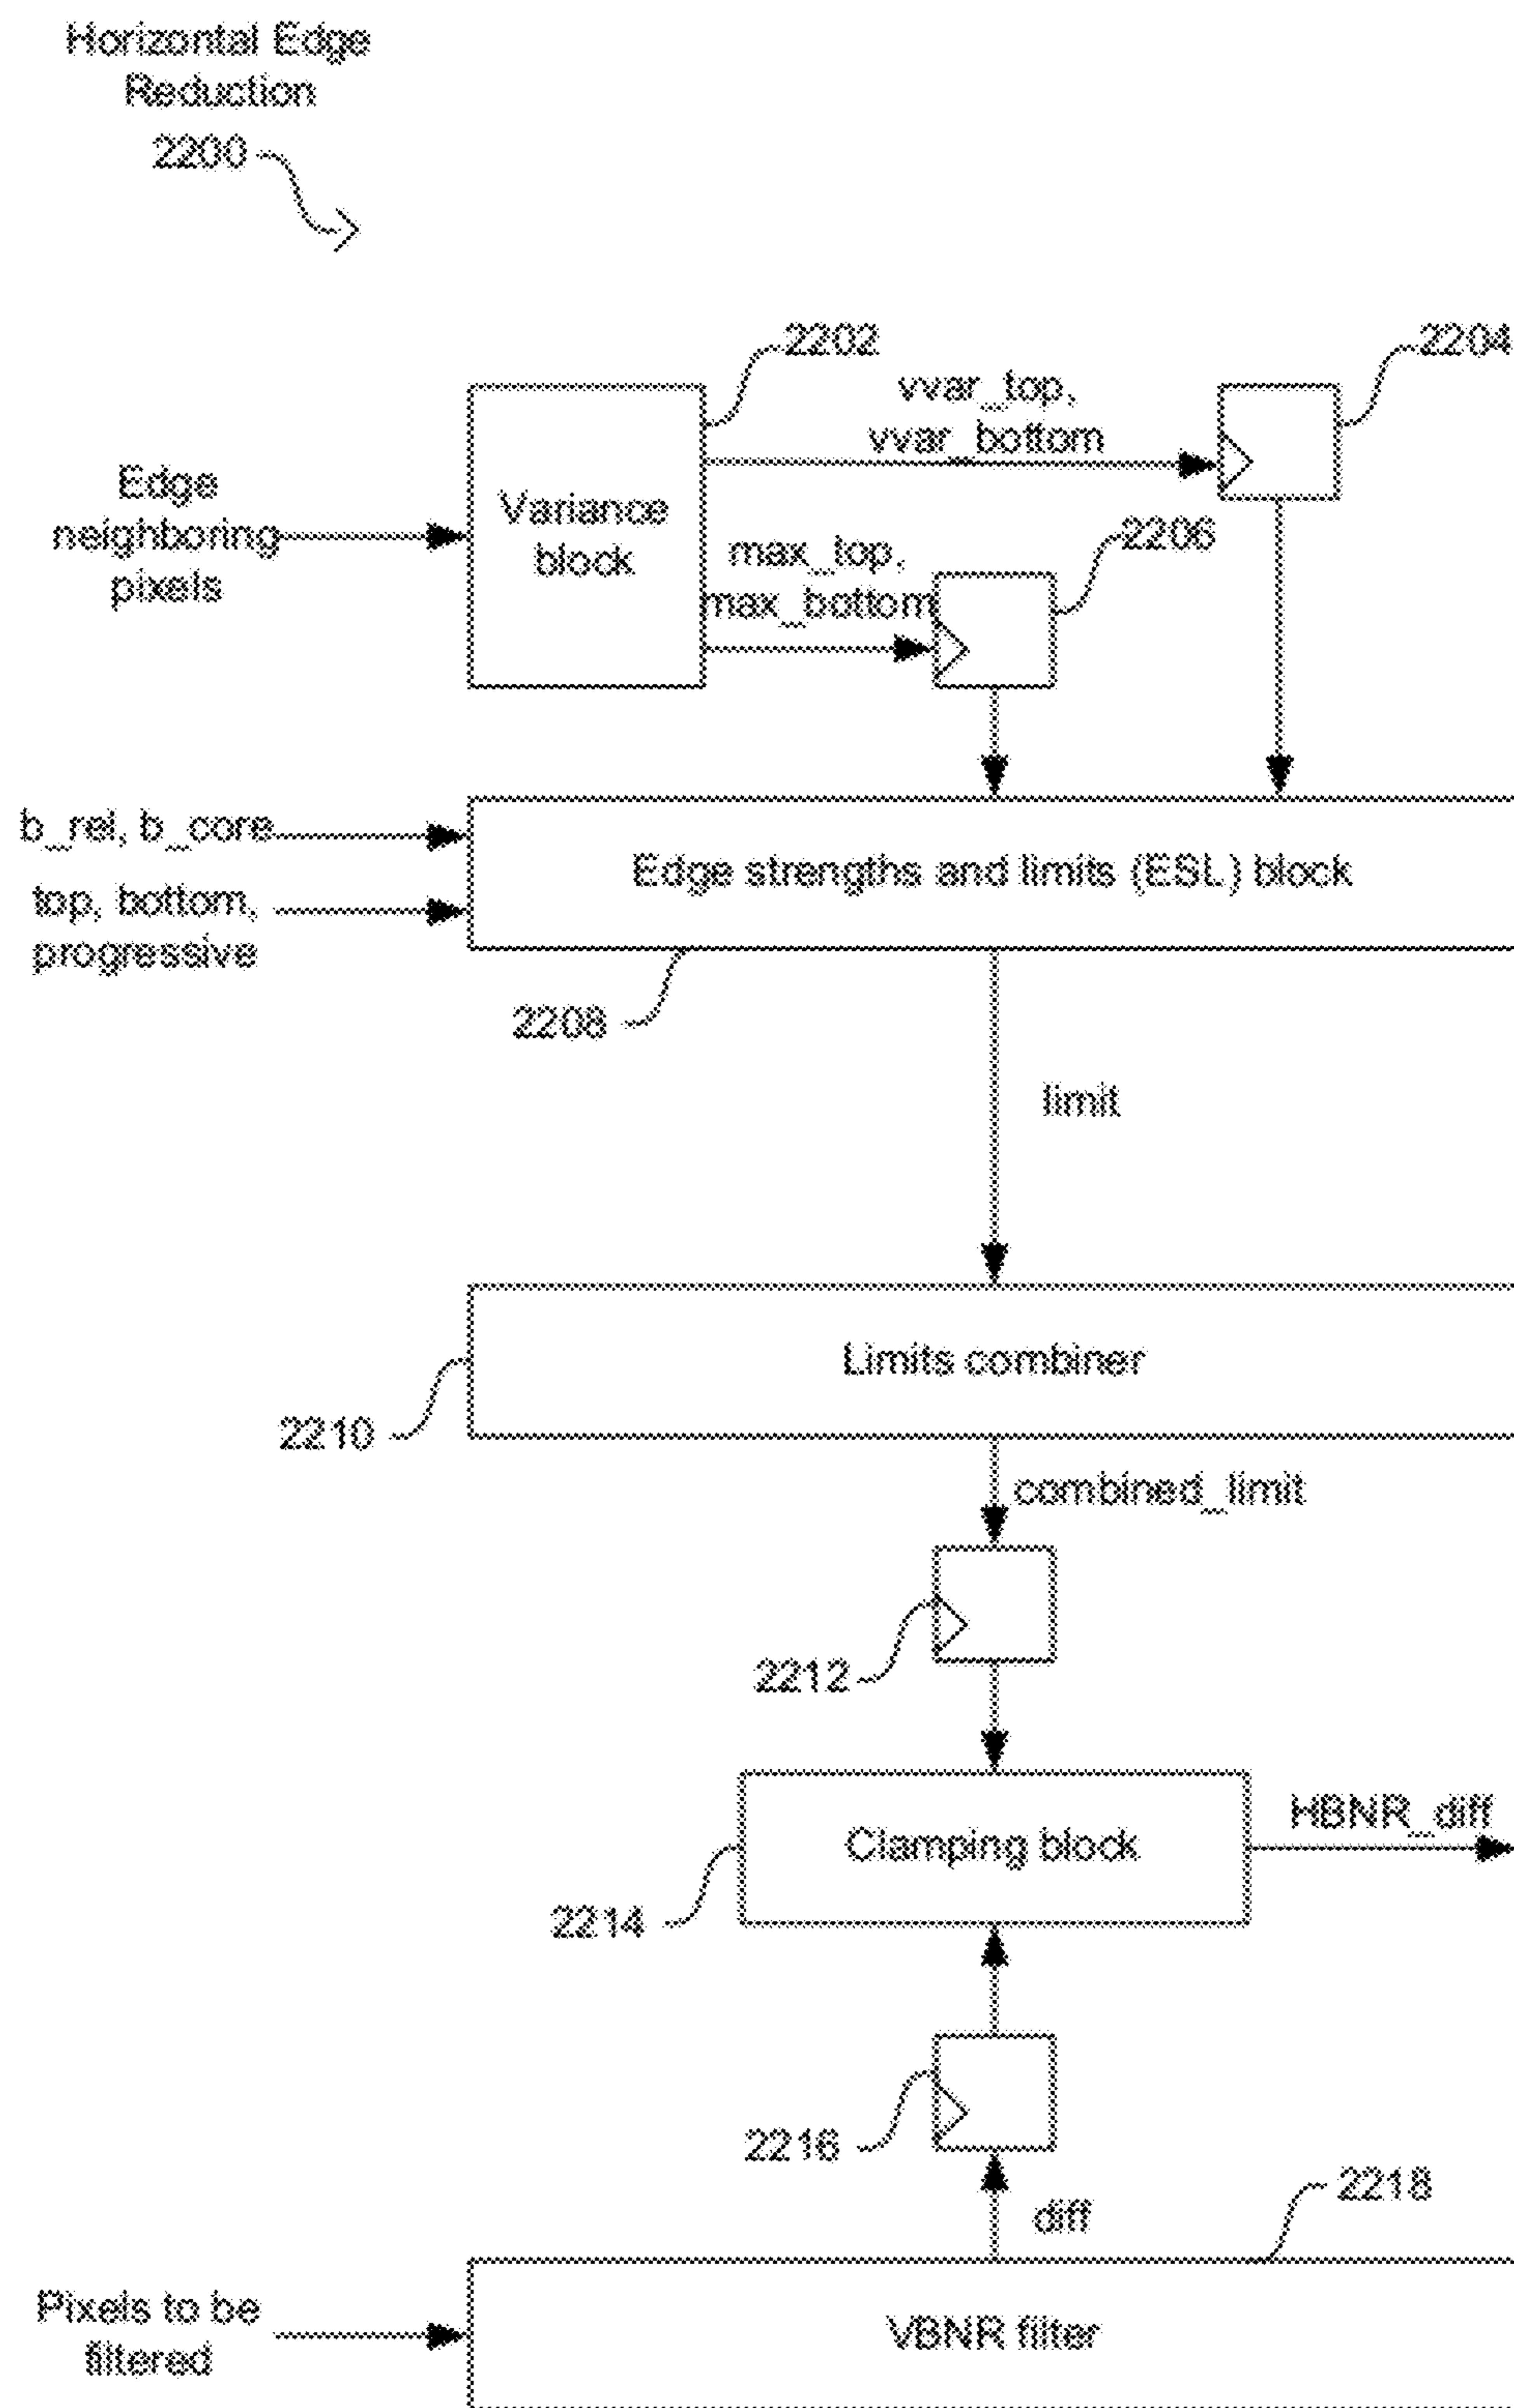 Horizontal Edge
Reduction
2200
2202
2204
vvar_top,
vvar_bottom
Edge
neighboring
pixels
Variance
block
2206
max_top,
max_bottom
b_rel, b_core
top, bottom,
progressive
Edge strengths and limits (ESL) block
2208
limit
Limits combiner
2210
combined_limit
2212
Clamping block
HBNR_diff
2214
2216
2218
diff
Pixels to be
filtered
VBNR filter